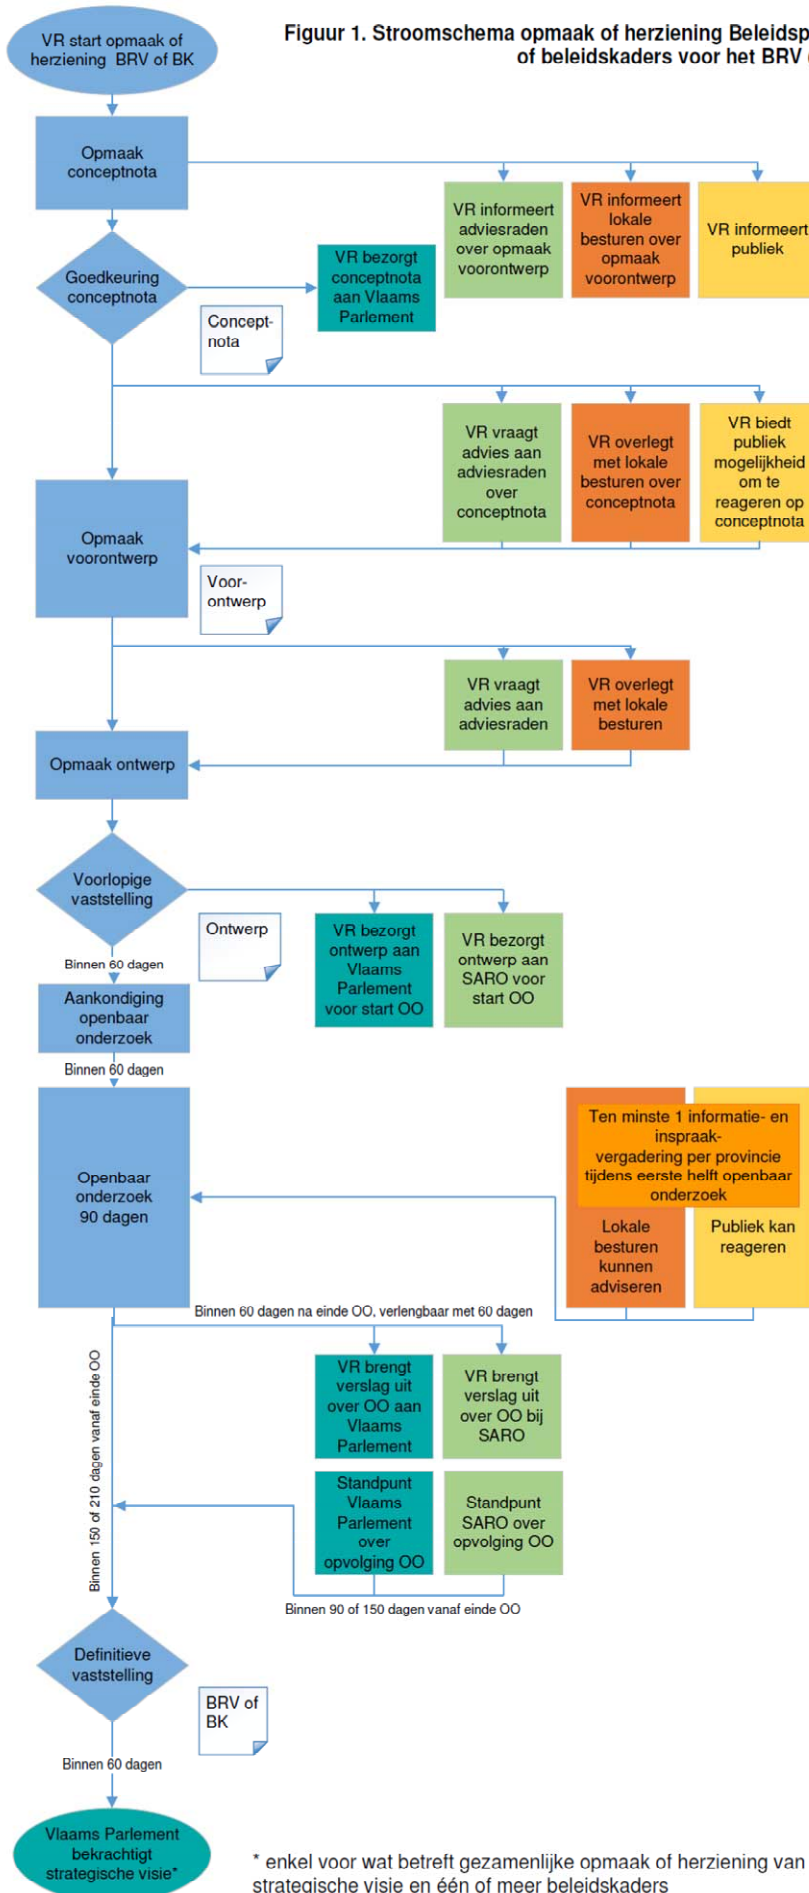 Figuur 1. Stroomschema opmaak of herziening Beleidsp
of beleidskaders voor het BRV
VR start opmaak of
herziening BRV of BK
Opmaak
conceptnota
VR informeert
adviesraden
over opmaak
voorontwerp
VR informeert
lokale
besturen over
opmaak
voorontwerp
VR informeert
publiek
Goedkeuring
conceptnota
VR bezorgt
conceptnota
aan Vlaams
Parlement
Concept-
nota
VR vraagt
advies aan
adviesraden
over
conceptnota
VR overlegt
met lokale
besturen over
conceptnota
VR biedt
publiek
mogelijkheid
om te
reageren op
conceptnota
Opmaak
voorontwerp
Voor-
ontwerp
VR vraagt
advies aan
adviesraden
VR overlegt
met lokale
besturen
Opmaak ontwerp
Voorlopige
vaststelling
Ontwerp
VR bezorgt
ontwerp aan
Vlaams
Parlement
voor start OO
VR bezorgt
ontwerp aan
SARO voor
start OO
Binnen 60 dagen
Aankondiging
openbaar
onderzoek
Binnen 60 dagen
Openbaar
onderzoek
90 dagen
Ten minste 1 informatie- en
inspraak-
vergadering per provincie
tijdens eerste helft openbaar
onderzoek
Lokale
besturen
kunnen
adviseren
Publiek kan
reageren
Binnen 60 dagen na einde OO, verlengbaar met 60 dagen
Binnen 150 of 210 dagen vanaf einde OO
VR brengt
verslag uit
over OO aan
Vlaams
Parlement
VR brengt
verslag uit
over OO bij
SARO
Standpunt
Vlaams
Parlement
over
opvolging OO
Standpunt
SARO over
opvolging OO
Binnen 90 of 150 dagen vanaf einde OO
Definitieve
vaststelling
BRV of
BK
Binnen 60 dagen
Vlaams Parlement
bekrachtigt
strategische visie*
* enkel voor wat betreft gezamenlijke opmaak of herziening van
strategische visie en één of meer beleidskaders